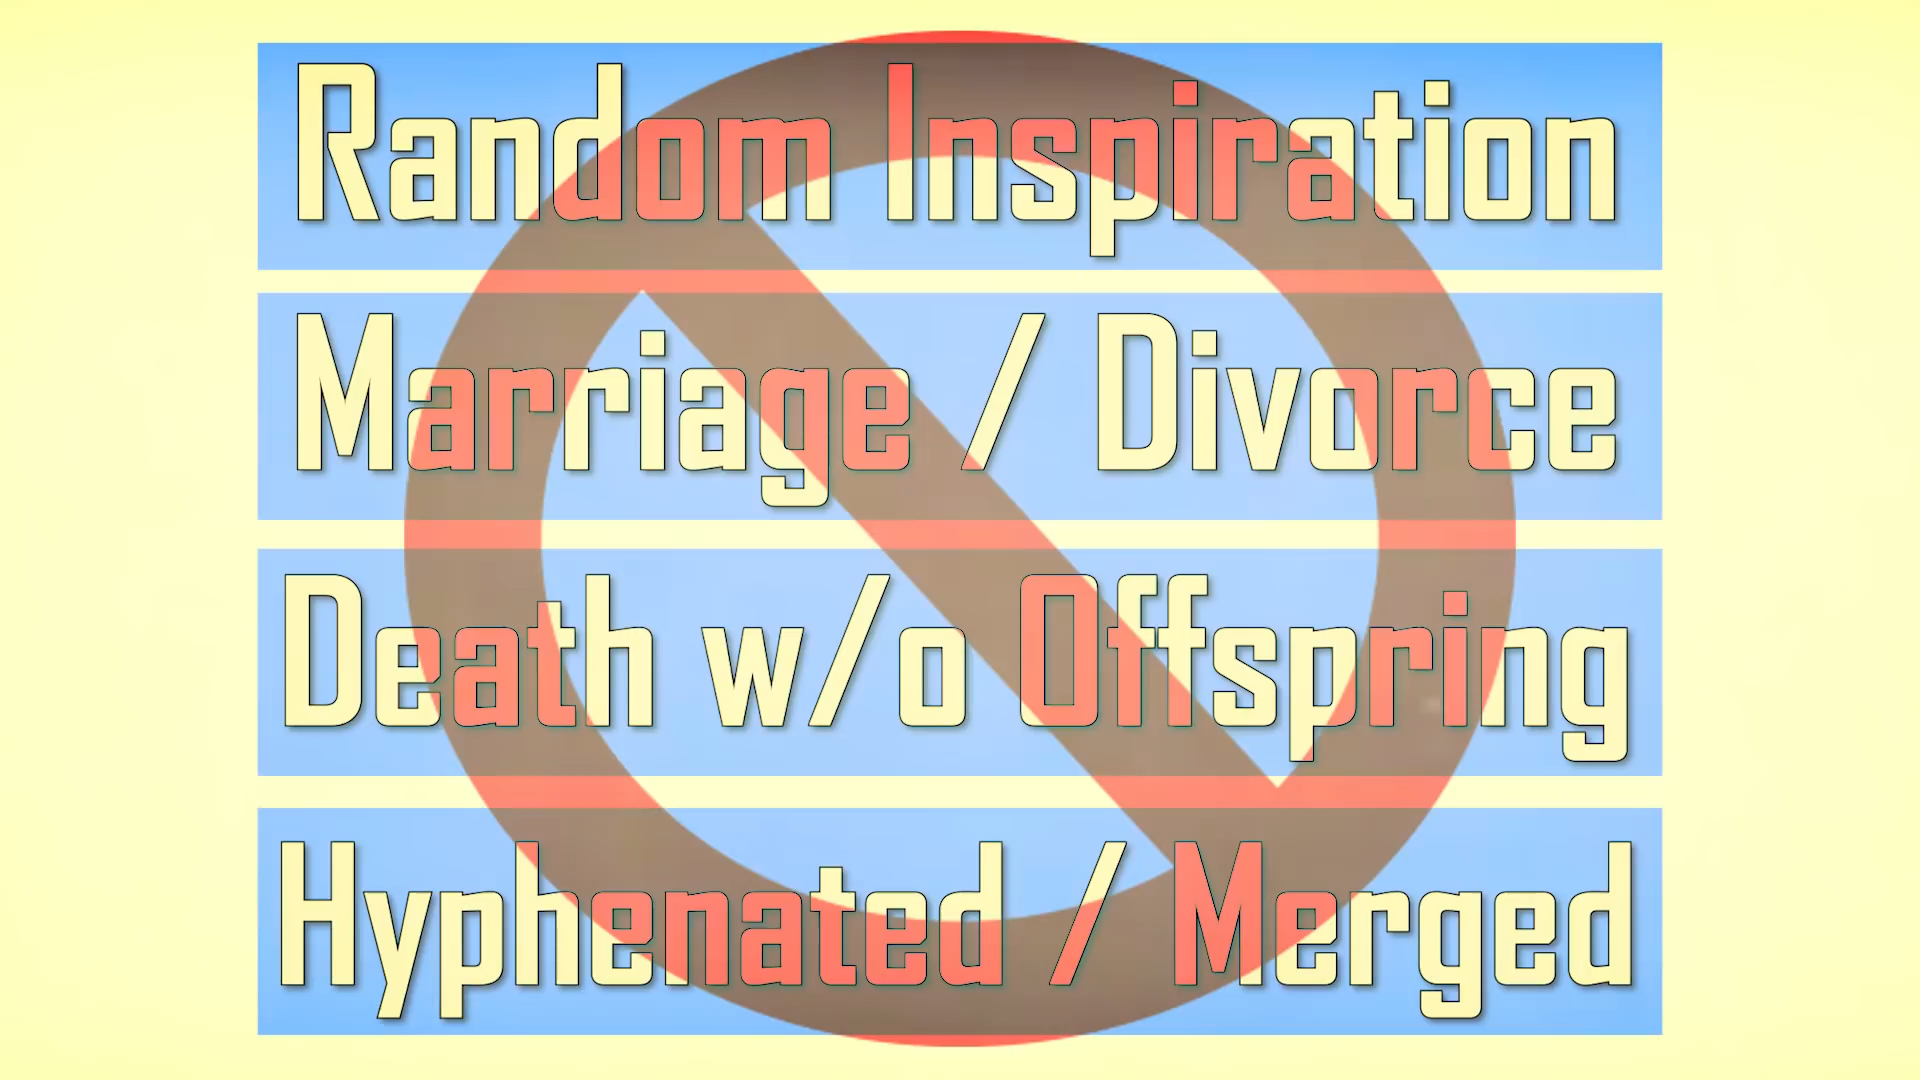 Random Inspiration
Marriage / Divorce
Death w/o Offspring
Hyphenated / Merged